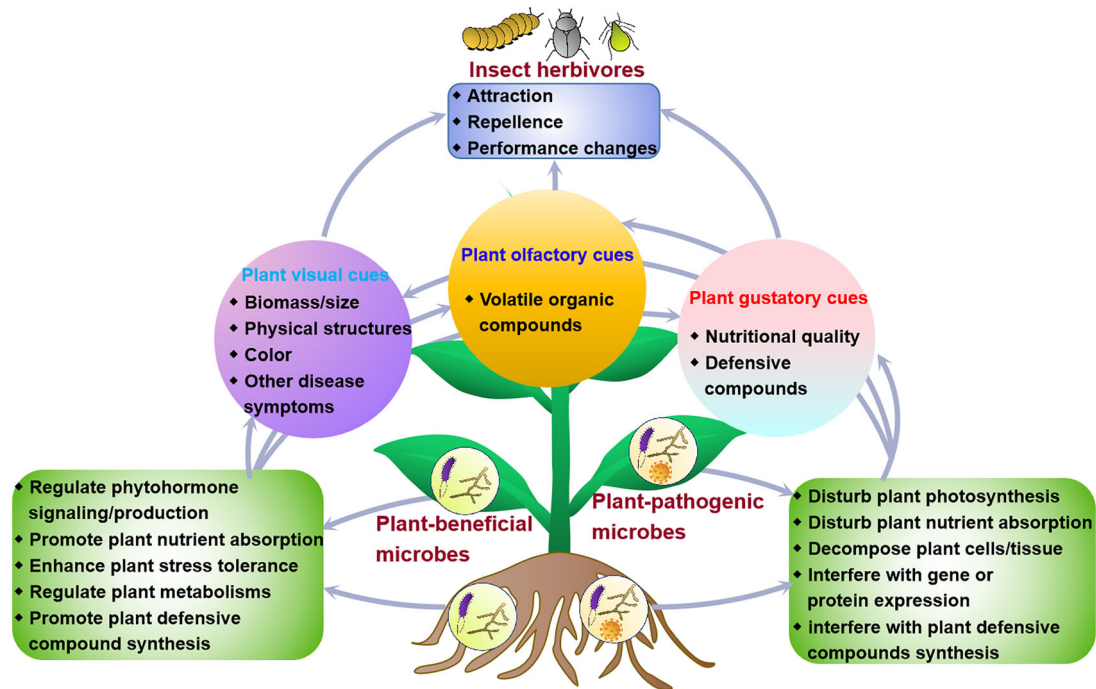 Insect herbivores
◆ Attraction
◆ Repellence
◆ Performance changes
Plant visual cues
◆ Biomass/size
◆ Physical structures
◆ Color
◆ Other disease
symptoms
Plant olfactory cues
◆ Volatile organic
compounds
Plant gustatory cues
◆ Nutritional quality
◆ Defensive
compounds
◆ Regulate phytohormone
signaling/production
◆ Promote plant nutrient absorption
◆ Enhance plant stress tolerance
◆ Regulate plant metabolisms
◆ Promote plant defensive
compound synthesis
Plant-beneficial
microbes
Plant-pathogenic
microbes
◆ Disturb plant photosynthesis
◆ Disturb plant nutrient absorption
◆ Decompose plant cells/tissue
◆ Interfere with gene or
protein expression
◆ interfere with plant defensive
compounds synthesis